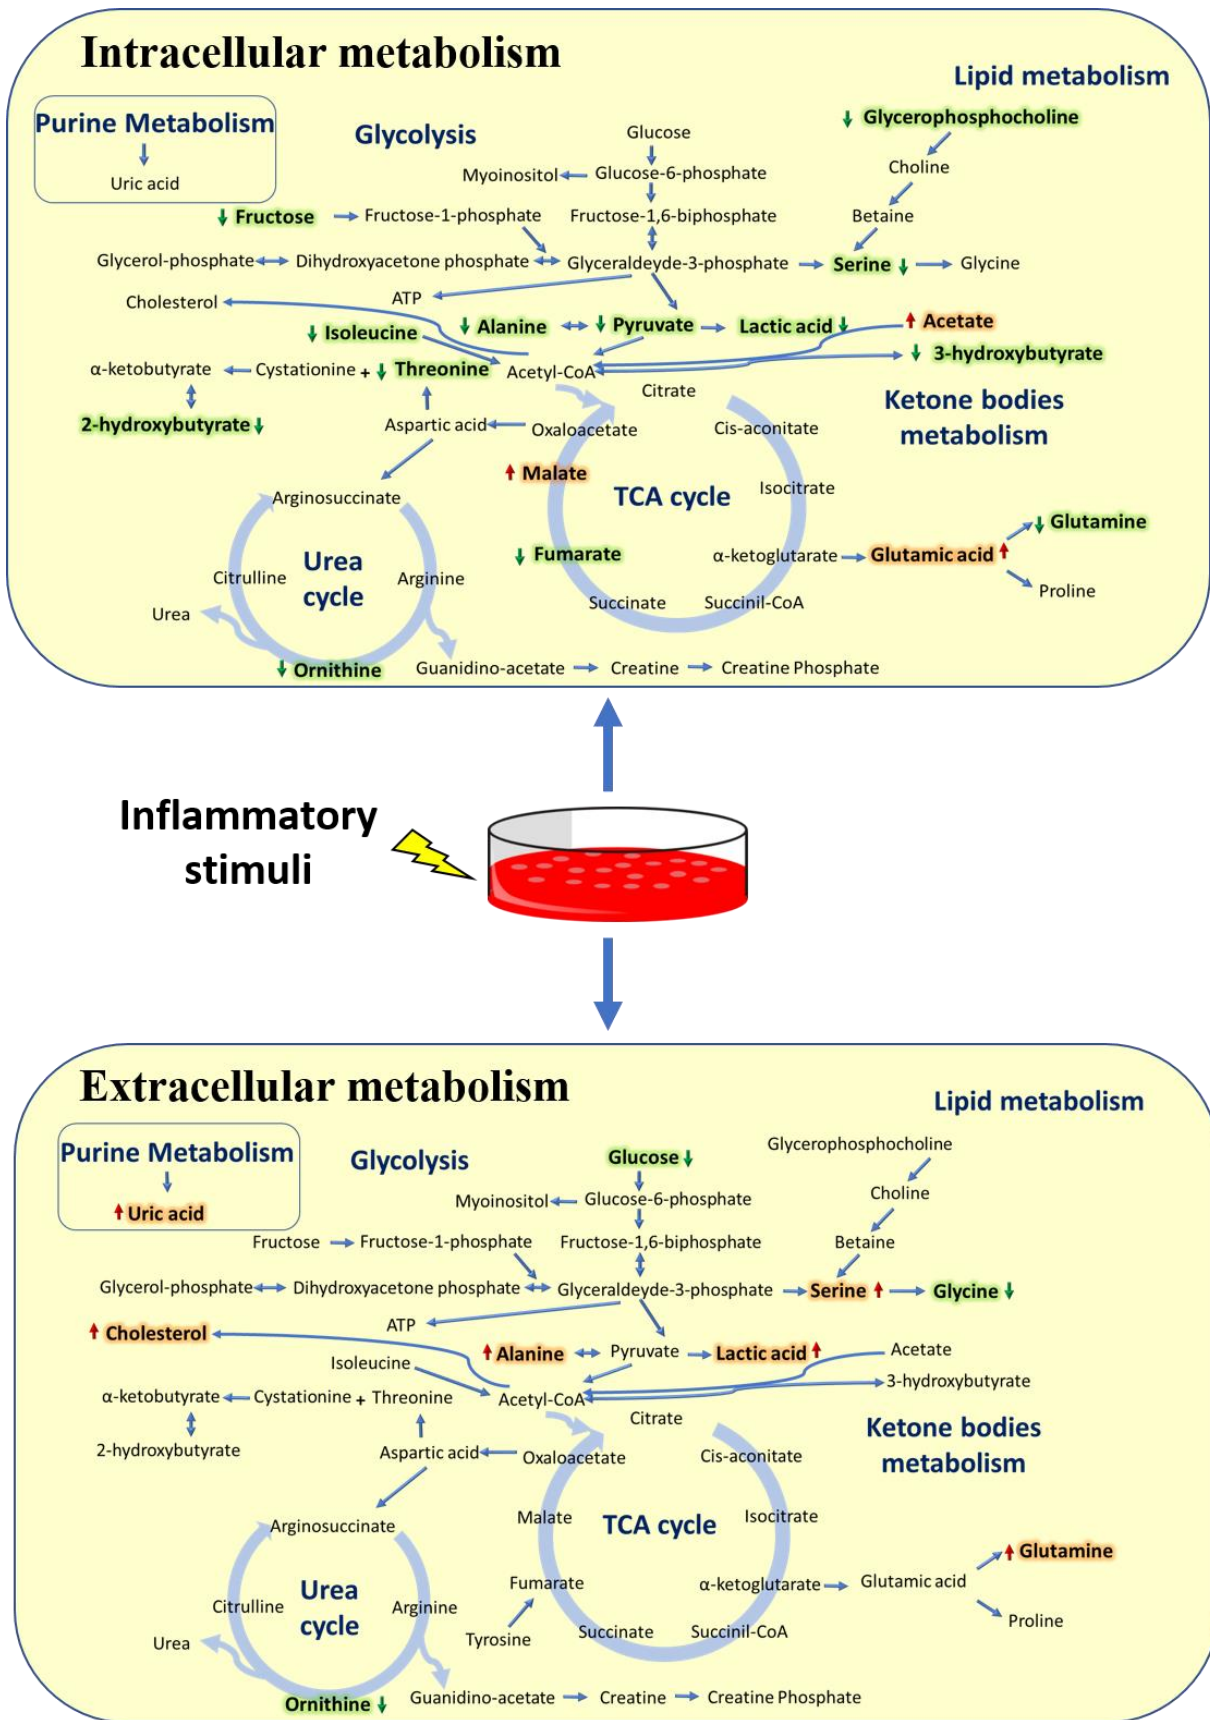 Intracellular metabolism
Lipid metabolism
Purine Metabolism
Uric acid
Glycolysis
Glucose
Glycerophosphocholine
Choline
Myoinositol
Glucose-6-phosphate
Betaine
Fructose
Fructose-1-phosphate
Fructose-1,6-biphosphate
Glycerol-phosphate
Dihydroxyacetone phosphate
Glyceraldeyde-3-phosphate
Serine
Glycine
Cholesterol
ATP
Isoleucine
Alanine
Pyruvate
Lactic acid
Acetate
3-hydroxybutyrate
α-ketobutyrate
Cystationine + Threonine
Acetyl-CoA
Citrate
Ketone bodies
metabolism
2-hydroxybutyrate
Aspartic acid
Oxaloacetate
Cis-aconitate
Malate
TCA cycle
Isocitrate
Arginosuccinate
Glutamine
Fumarate
α-ketoglutarate
Glutamic acid
Urea
cycle
Citrulline
Arginine
Proline
Succinate
Succinil-CoA
Urea
Ornithine
Guanidino-acetate
Creatine
Creatine Phosphate
Inflammatory
stimuli
Extracellular metabolism
Lipid metabolism
Purine Metabolism
Uric acid
Glycolysis
Glucose
Glycerophosphocholine
Choline
Myoinositol
Glucose-6-phosphate
Betaine
Fructose
Fructose-1-phosphate
Fructose-1,6-biphosphate
Glycerol-phosphate
Dihydroxyacetone phosphate
Glyceraldeyde-3-phosphate
Serine
Glycine
Cholesterol
ATP
Isoleucine
Alanine
Pyruvate
Lactic acid
Acetate
3-hydroxybutyrate
α-ketobutyrate
Cystationine + Threonine
Acetyl-CoA
Citrate
Ketone bodies
metabolism
2-hydroxybutyrate
Aspartic acid
Oxaloacetate
Cis-aconitate
Malate
TCA cycle
Isocitrate
Arginosuccinate
Glutamine
Fumarate
α-ketoglutarate
Glutamic acid
Urea
cycle
Citrulline
Arginine
Proline
Tyrosine
Succinate
Succinil-CoA
Urea
Ornithine
Guanidino-acetate
Creatine
Creatine Phosphate